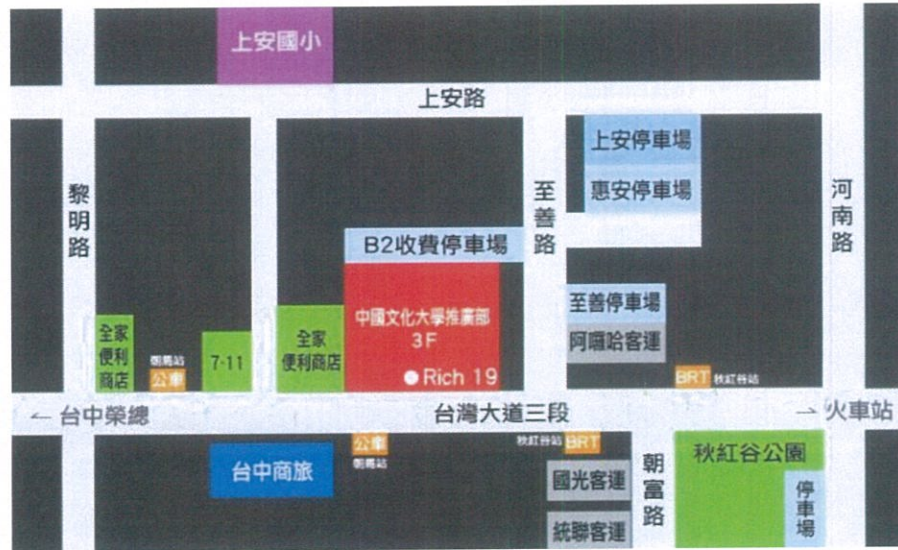 上安國小
上安路
上安停車場
惠安停車場
黎明路
至善路
河南路
B2收費停車場
中國文化大學推廣部
3F
Rich 19
至善停車場
阿囉哈客運
全家
便利
商店
朝馬站
公車
7-11
全家
便利商店
BRT 秋紅谷站
← 台中榮總
台灣大道三段
→ 火車站
台中商旅
公車
朝馬站
秋紅谷站 BRT
國光客運
統聯客運
朝富路
秋紅谷公園
停車場